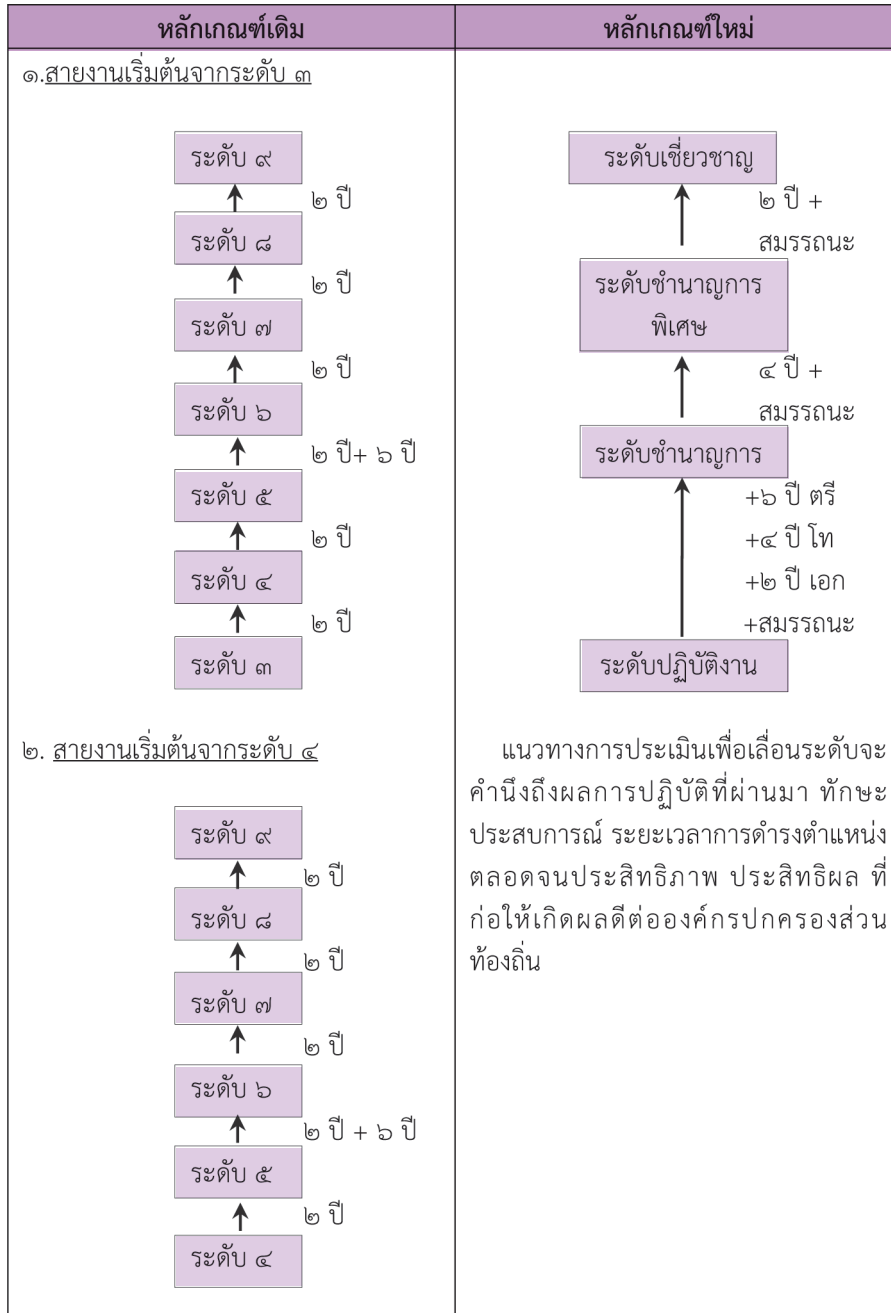 หลักเกณฑ์เดิม
หลักเกณฑ์ใหม่
๑.สายงานเริ่มต้นจากระดับ ๓
ระดับ ๙
๒ ปี
ระดับ ๘
๒ ปี
ระดับ ๗
๒ ปี
ระดับ ๖
๒ ปี+ ๖ ปี
ระดับ ๕
๒ ปี
ระดับ ๔
๒ ปี
ระดับ ๓
๒. สายงานเริ่มต้นจากระดับ ๔
ระดับ ๙
๒ ปี
ระดับ ๘
๒ ปี
ระดับ ๗
๒ ปี
ระดับ ๖
๒ ปี + ๖ ปี
ระดับ ๕
๒ ปี
ระดับ ๔
ระดับเชี่ยวชาญ
๒ ปี +
สมรรถนะ
ระดับชำนาญการ
พิเศษ
๔ ปี +
สมรรถนะ
ระดับชำนาญการ
+๖ ปี ตรี
+๔ ปี โท
+๒ ปี เอก
+สมรรถนะ
ระดับปฏิบัติงาน
แนวทางการประเมินเพื่อเลื่อนระดับจะ
คำนึงถึงผลการปฏิบัติที่ผ่านมา ทักษะ
ประสบการณ์ ระยะเวลาการดำรงตำแหน่ง
ตลอดจนประสิทธิภาพ ประสิทธิผล ที่
ก่อให้เกิดผลดีต่อองค์กรปกครองส่วน
ท้องถิ่น